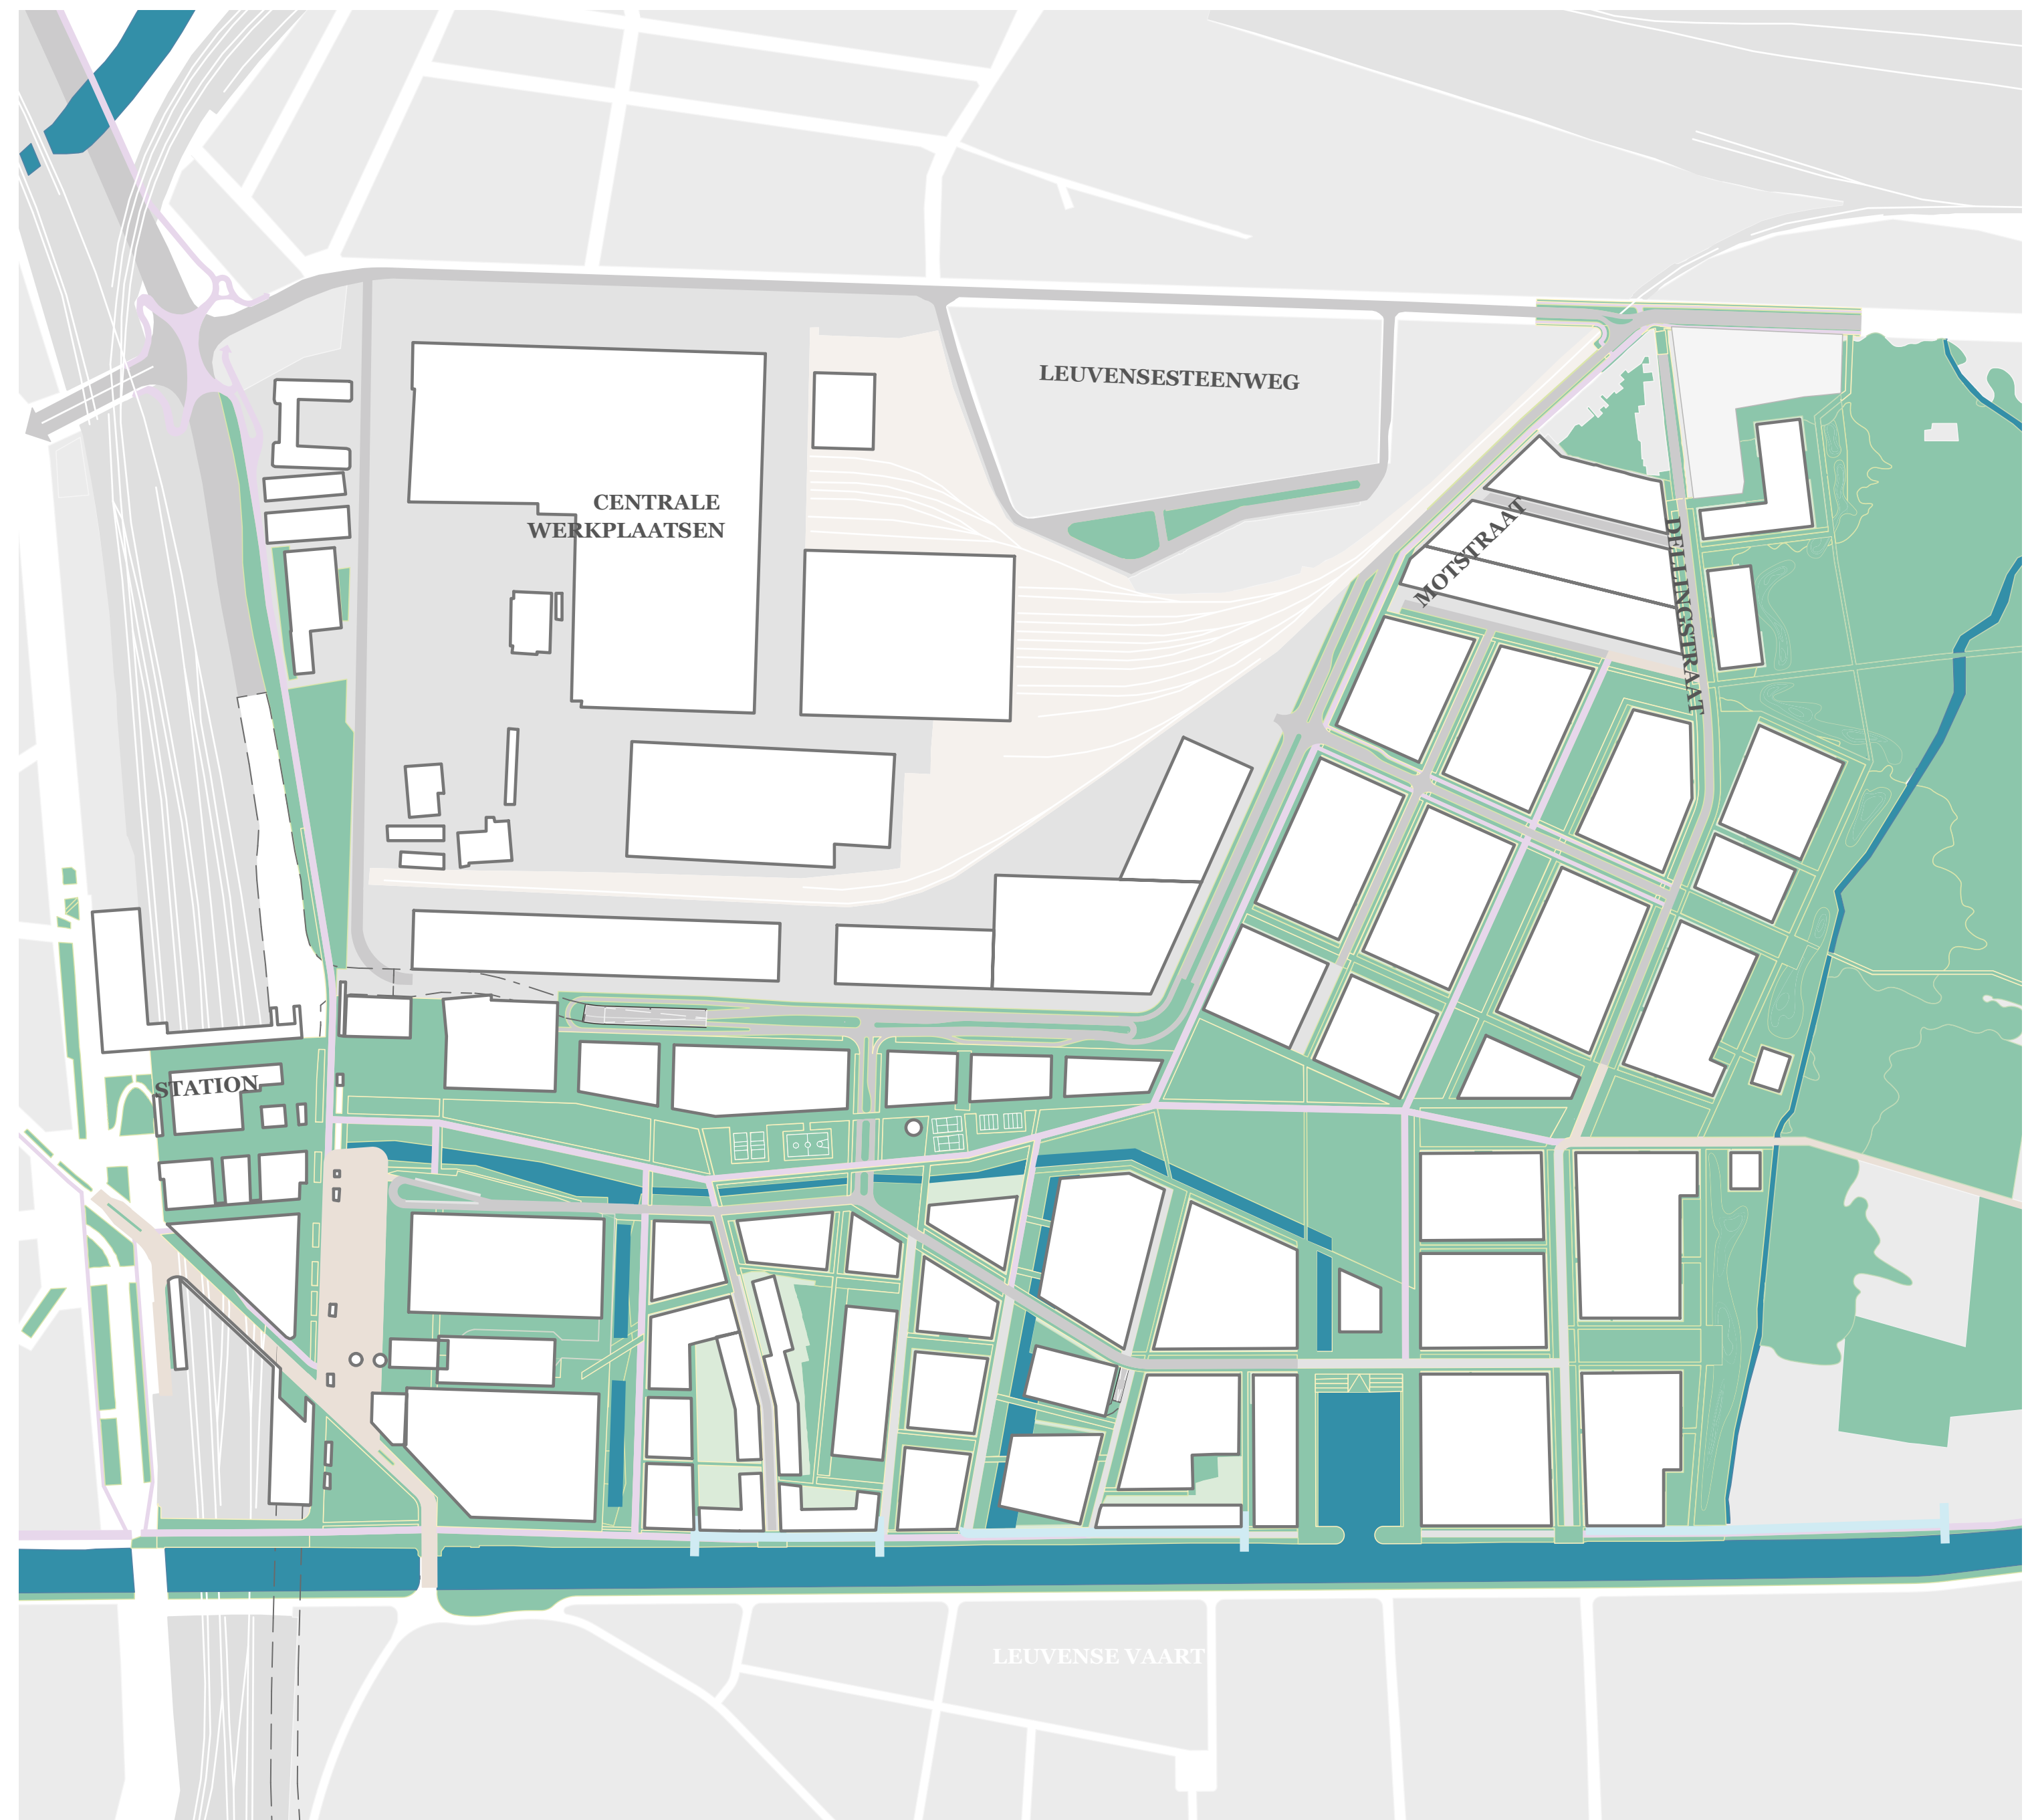 LEUVENSESTEENWEG
CENTRALE
WERKPLAATSEN
MOTSTRAAT
DELLINGSTRAAT
STATION
LEUVENSE VAART